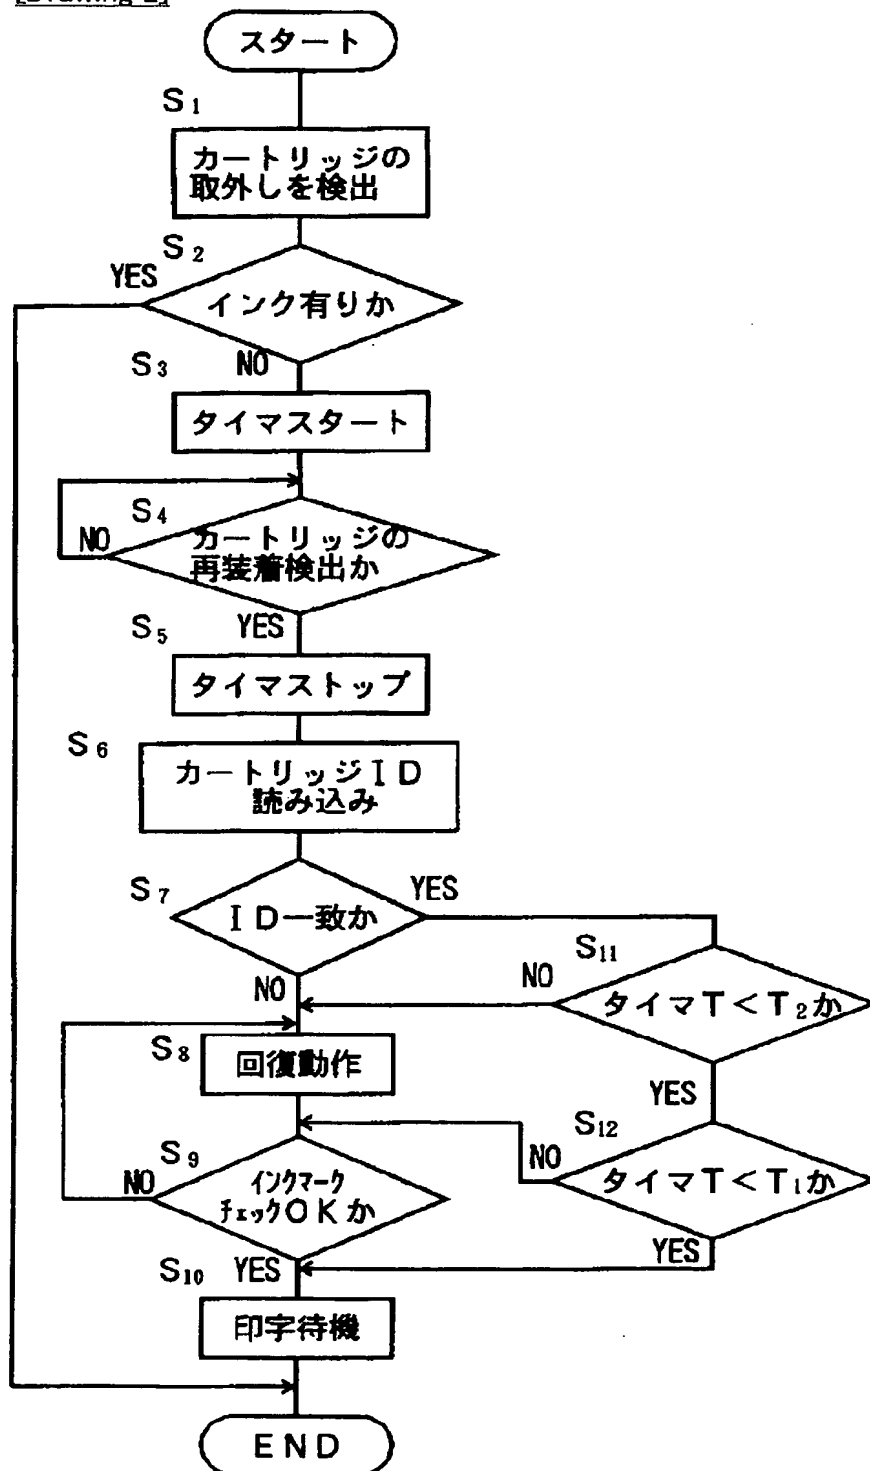 スタート
S1
カートリッジの
取外しを検出
S2
YES
インク有りか
S3
NO
タイマスタート
S4
NO
カートリッジの
再装着検出か
S5
YES
タイマストップ
S6
カートリッジID
読み込み
S7
YES
ID一致か
S11
NO
NO
タイマT<T2か
S8
回復動作
YES
S12
S9
NO
NO
インクマーク
チェックOKか
タイマT<T1か
S10
YES
YES
印字待機
END